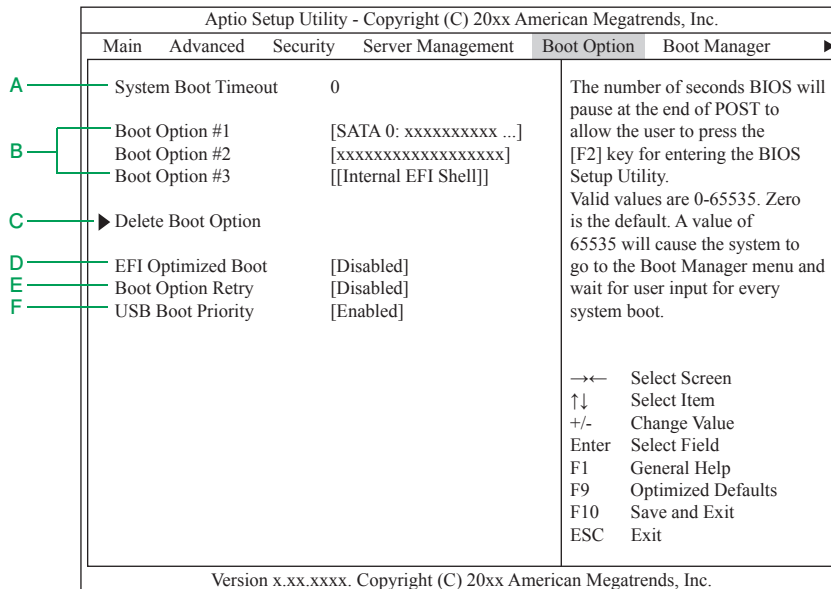 Aptio Setup Utility - Copyright (C) 20xx American Megatrends, Inc.
Main Advanced Security Server Management Boot Option Boot Manager ▶
A System Boot Timeout 0
B
Boot Option #1 [SATA 0: xxxxxxxxxx ...]
Boot Option #2 [xxxxxxxxxxxxxxxxxx]
Boot Option #3 [[Internal EFI Shell]]
C ▶ Delete Boot Option
D EFI Optimized Boot [Disabled]
E Boot Option Retry [Disabled]
F USB Boot Priority [Enabled]
The number of seconds BIOS will
pause at the end of POST to
allow the user to press the
[F2] key for entering the BIOS
Setup Utility.
Valid values are 0-65535. Zero
is the default. A value of
65535 will cause the system to
go to the Boot Manager menu and
wait for user input for every
system boot.
→← Select Screen
↑↓ Select Item
+/- Change Value
Enter Select Field
F1 General Help
F9 Optimized Defaults
F10 Save and Exit
ESC Exit
Version x.xx.xxxx. Copyright (C) 20xx American Megatrends, Inc.